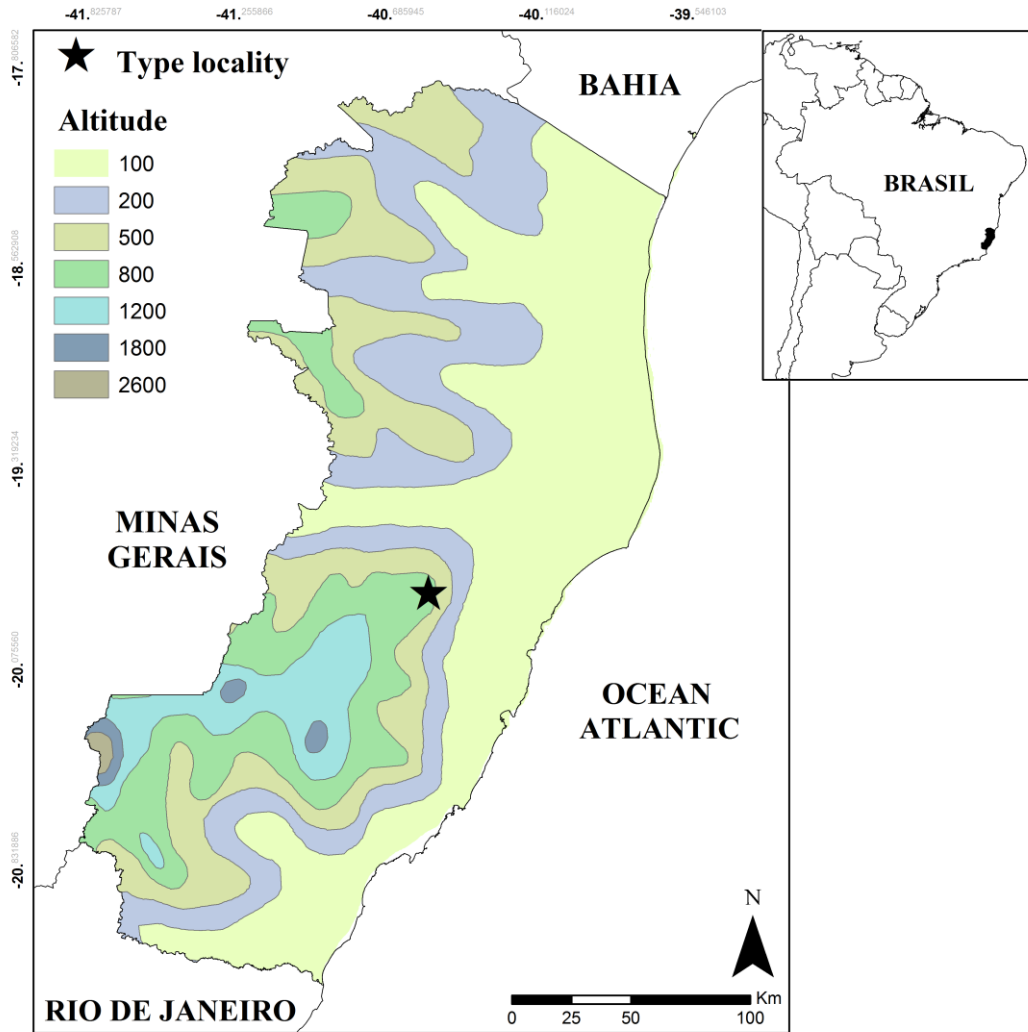 -41.825787 -41.255866 -40.685945 -40.116024 -39.546103
-17.806582
-18.562908
-19.319234
-20.075560
-20.831886
Type locality
Altitude
100
200
500
800
1200
1800
2600
BAHIA
BRASIL
MINAS
GERAIS
OCEAN
ATLANTIC
RIO DE JANEIRO
N
Km
0 25 50 100